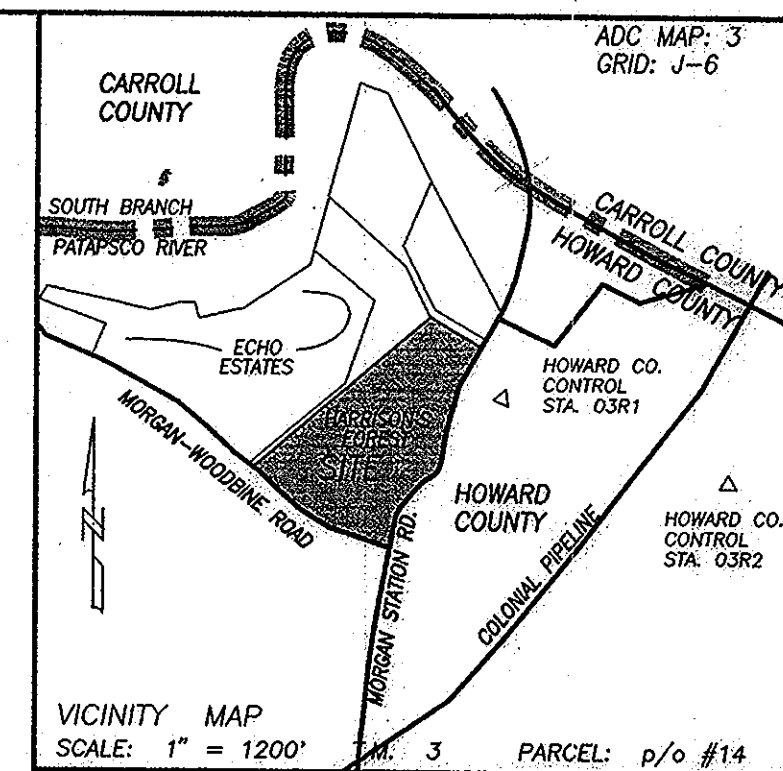 ADC MAP: 3
GRID: J-6
CARROLL
COUNTY
SOUTH BRANCH
PATAPSCO RIVER
CARROLL COUNTY
HOWARD COUNTY
ECHO
ESTATES
HOWARD CO.
CONTROL
STA. 03R1
HARRISON'S
FOREST
SITE
MORGAN-WOODBINE ROAD
HOWARD
COUNTY
HOWARD CO.
CONTROL
STA. 03R2
N
MORGAN STATION RD.
COLONIAL PIPELINE
VICINITY MAP
SCALE: 1" = 1200' T.M. 3 PARCEL: p/o #14